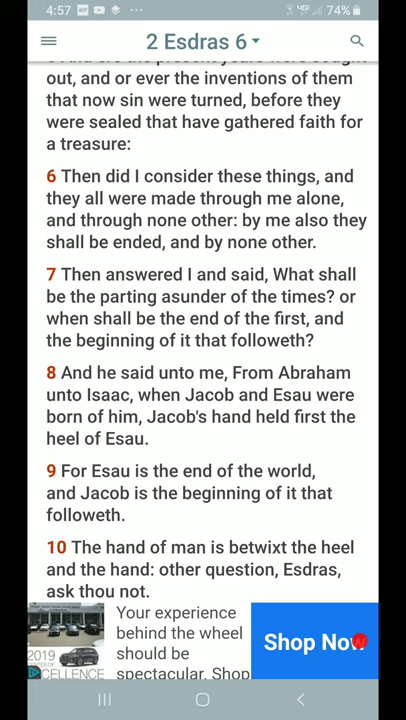 4:57
74%
2 Esdras 6
out, and or ever the inventions of them
that now sin were turned, before they
were sealed that have gathered faith for
a treasure:
6 Then did I consider these things, and
they all were made through me alone,
and through none other: by me also they
shall be ended, and by none other.
7 Then answered I and said, What shall
be the parting asunder of the times? or
when shall be the end of the first, and
the beginning of it that followeth?
8 And he said unto me, From Abraham
unto Isaac, when Jacob and Esau were
born of him, Jacob's hand held first the
heel of Esau.
9 For Esau is the end of the world,
and Jacob is the beginning of it that
followeth.
10 The hand of man is betwixt the heel
and the hand: other question, Esdras,
ask thou not.
Your experience
behind the wheel
should be
spectacular. Shop
Shop Now
2019